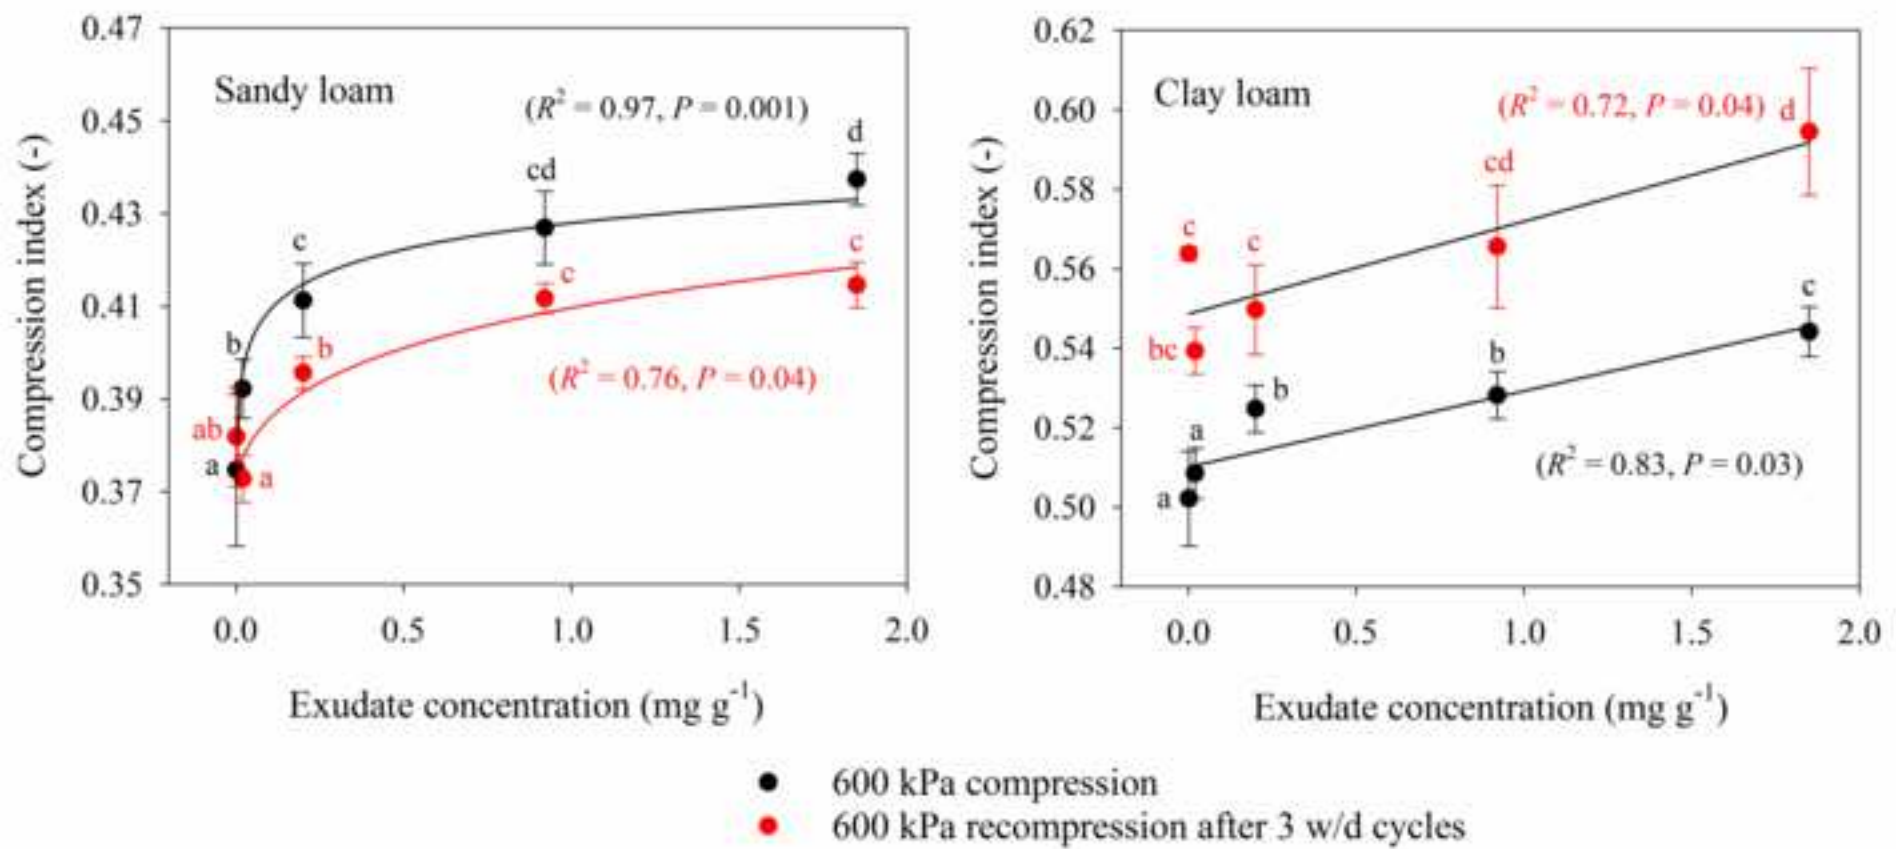 0.47
0.45
0.43
0.41
0.39
0.37
0.35
Compression index (-)
Sandy loam
(R² = 0.97, P = 0.001)
d
cd
c
b
a
c
c
b
ab
a
(R² = 0.76, P = 0.04)
0.0 0.5 1.0 1.5 2.0
Exudate concentration (mg g⁻¹)
0.62
0.60
0.58
0.56
0.54
0.52
0.50
0.48
Compression index (-)
Clay loam
(R² = 0.72, P = 0.04)
d
cd
c
c
bc
c
b
b
a
a
(R² = 0.83, P = 0.03)
0.0 0.5 1.0 1.5 2.0
Exudate concentration (mg g⁻¹)
600 kPa compression
600 kPa recompression after 3 w/d cycles